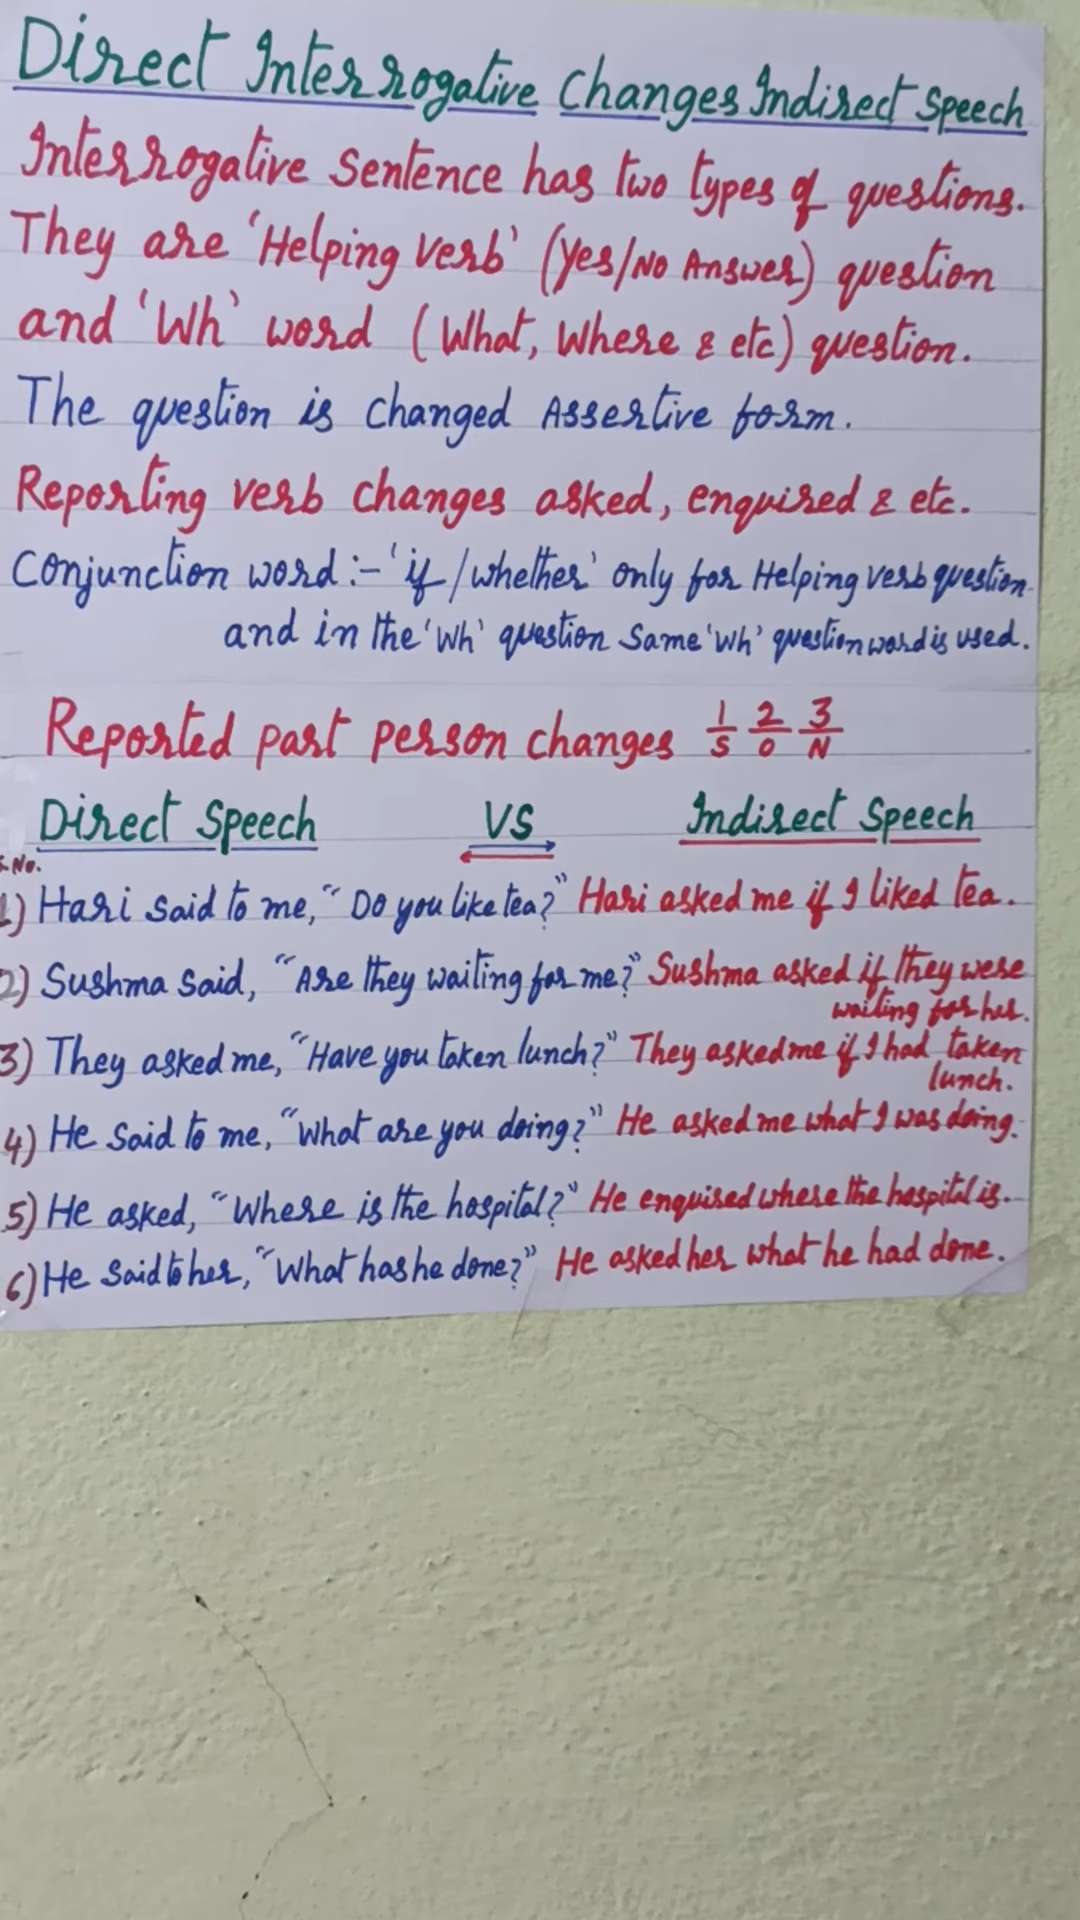 Direct Interrogative Changes Indirect Speech
Interrogative Sentence has two types of questions.
They are 'Helping verb' (Yes/No Answer) question
and 'Wh' word (What, Where & etc) question.
The question is changed Assertive form.
Reporting verb changes asked, enquired & etc.
Conjunction word :- 'if/whether' only for Helping verb question
and in the 'Wh' question Same 'Wh' question word is used.
Reported part person changes 1/S 2/O 3/N
Direct Speech VS Indirect Speech
S.No.
1) Hari said to me, "Do you like tea?" Hari asked me if I liked tea.
2) Sushma said, "Are they waiting for me?" Sushma asked if they were
waiting for her.
3) They asked me, "Have you taken lunch?" They asked me if I had taken
lunch.
4) He said to me, "What are you doing?" He asked me what I was doing.
5) He asked, "Where is the hospital?" He enquired where the hospital is.
6) He said to her, "What has he done?" He asked her what he had done.